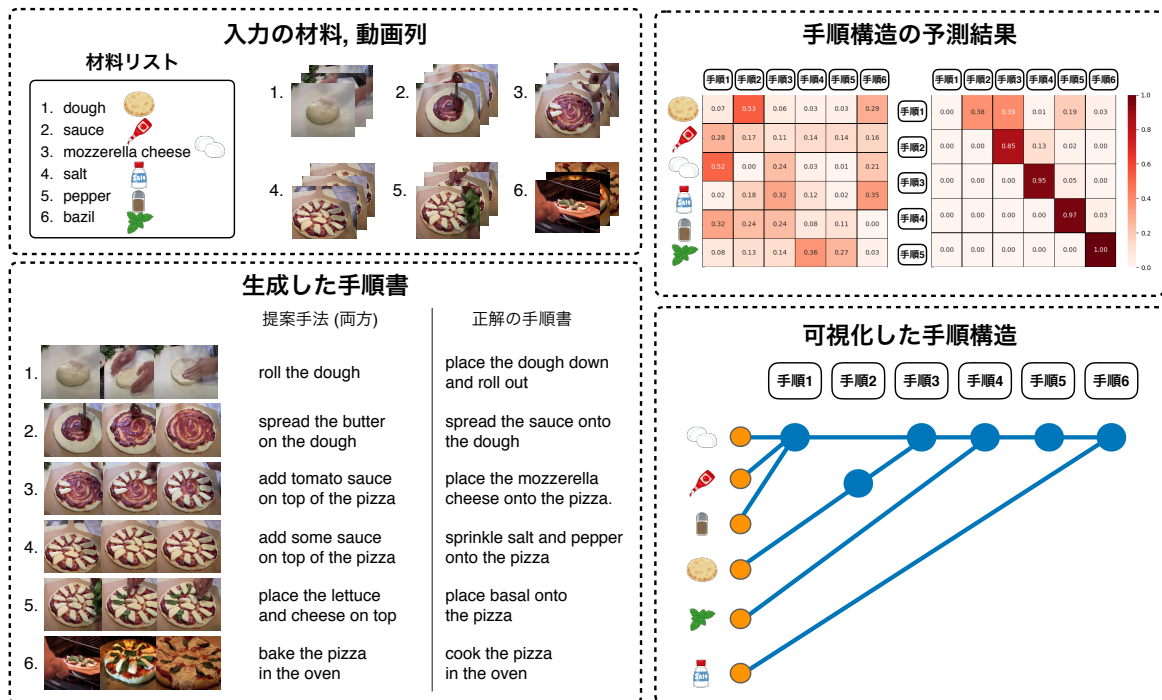 入力の材料, 動画列
材料リスト
1. dough
2. sauce
3. mozzerella cheese
4. salt
Salt
5. pepper
6. bazil
1.
2.
3.
4.
5.
6.
手順構造の予測結果
手順1 手順2 手順3 手順4 手順5 手順6
0.07 0.53 0.06 0.03 0.03 0.29
0.28 0.17 0.11 0.14 0.14 0.16
0.52 0.00 0.24 0.03 0.01 0.21
Salt
0.02 0.18 0.32 0.12 0.02 0.35
0.32 0.24 0.24 0.08 0.11 0.00
0.08 0.13 0.14 0.36 0.27 0.03
手順1 手順2 手順3 手順4 手順5 手順6
手順1 0.00 0.38 0.39 0.01 0.19 0.03
手順2 0.00 0.00 0.85 0.13 0.02 0.00
手順3 0.00 0.00 0.00 0.95 0.05 0.00
手順4 0.00 0.00 0.00 0.00 0.97 0.03
手順5 0.00 0.00 0.00 0.00 0.00 1.00
1.0
0.8
0.6
0.4
0.2
0.0
生成した手順書
提案手法 (両方)
正解の手順書
1.
roll the dough
place the dough down
and roll out
2.
spread the butter
on the dough
spread the sauce onto
the dough
3.
add tomato sauce
on top of the pizza
place the mozzerella
cheese onto the pizza.
4.
add some sauce
on top of the pizza
sprinkle salt and pepper
onto the pizza
5.
place the lettuce
and cheese on top
place basal onto
the pizza
6.
bake the pizza
in the oven
cook the pizza
in the oven
可視化した手順構造
手順1 手順2 手順3 手順4 手順5 手順6
Salt